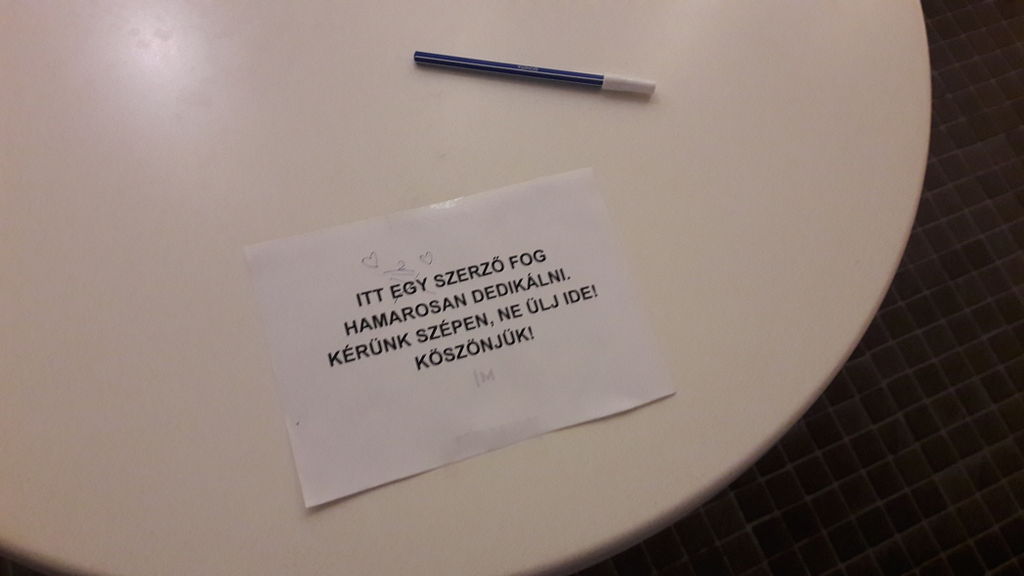 ITT EGY SZERZŐ FOG
HAMAROSAN DEDIKÁLNI.
KÉRÜNK SZÉPEN, NE ÜLJ IDE!
KÖSZÖNJÜK!